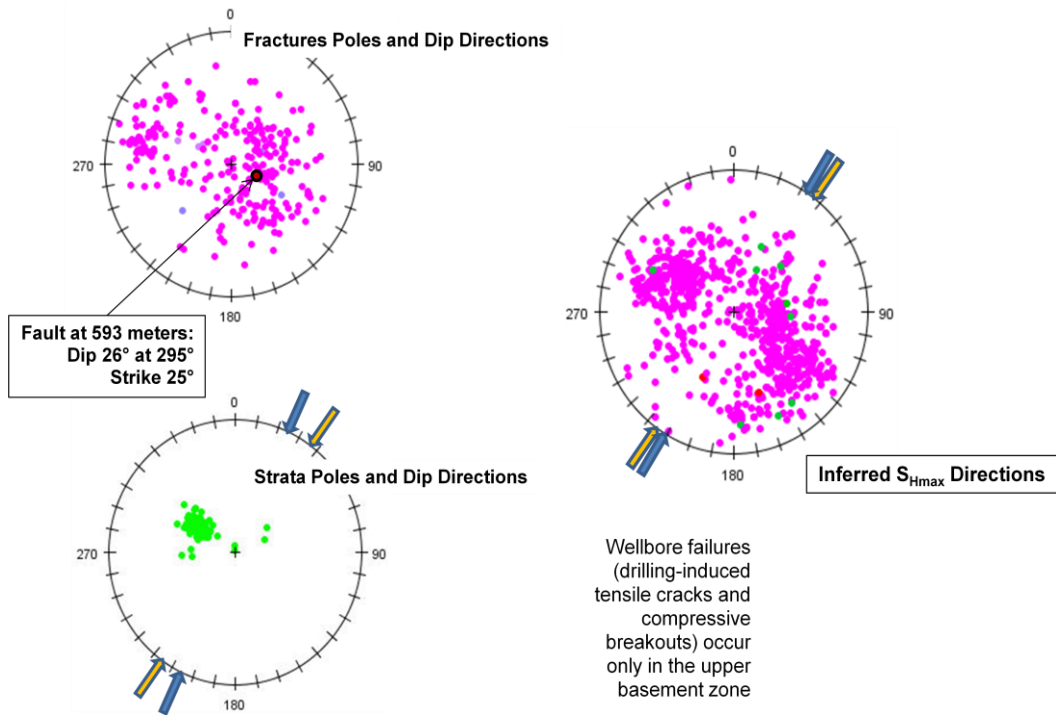 0
Fractures Poles and Dip Directions
270
90
180
Fault at 593 meters:
Dip 26° at 295°
Strike 25°
0
Strata Poles and Dip Directions
270
90
180
0
270
90
180
Inferred SHmax Directions
Wellbore failures
(drilling-induced
tensile cracks and
compressive
breakouts) occur
only in the upper
basement zone